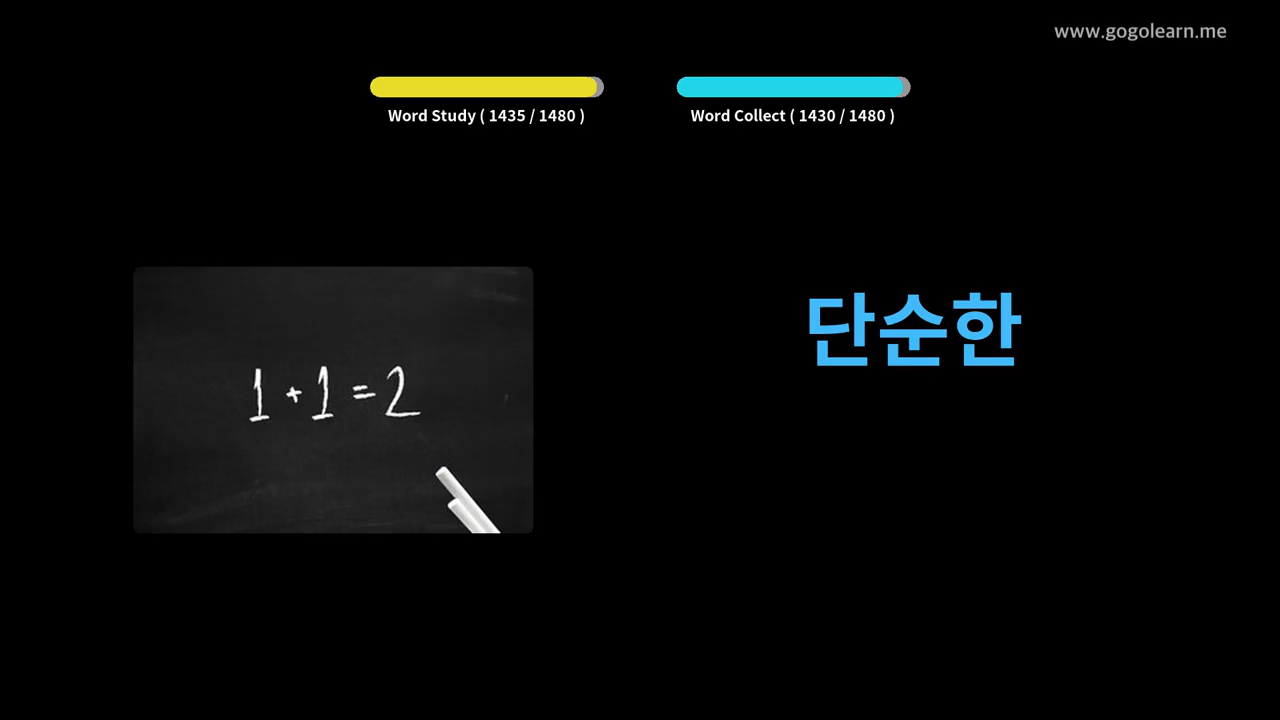 www.gogolearn.me
Word Study ( 1435 / 1480 )
Word Collect ( 1430 / 1480 )
1 + 1 = 2
단순한